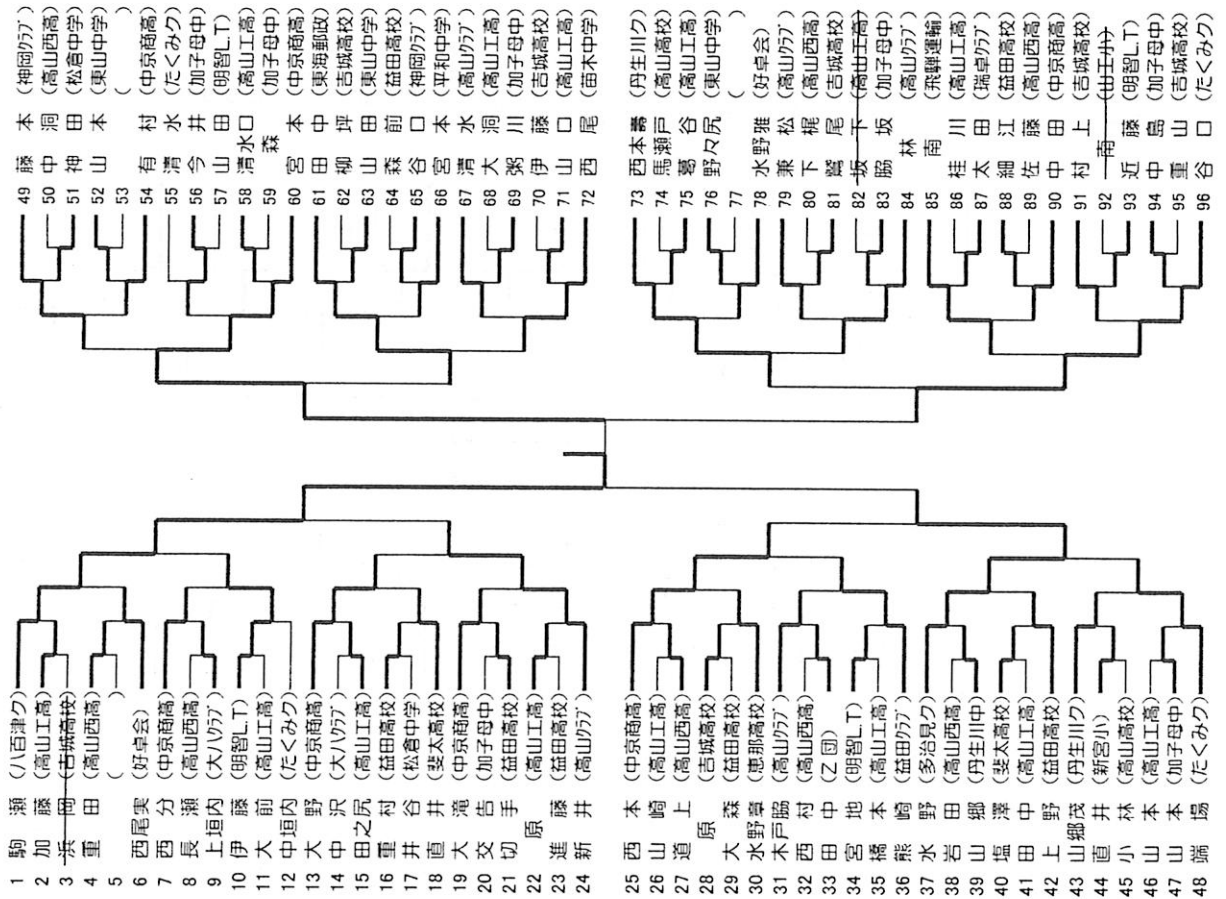 1 駒瀬 (八百津ク)
2 加藤 (高山工高)
3 浜岡 (吉城高校)
4 重田 (高山西高)
5 ( )
6 西尾実 (好卓会)
7 西分 (中京商高)
8 長瀬 (高山西高)
9 上垣内 (大八クラブ)
10 伊藤 (明智L.T)
11 大前 (高山工高)
12 中垣内 (たくみク)
13 大野 (中京商高)
14 中沢 (大八クラブ)
15 田之尻 (高山工高)
16 重村 (益田高校)
17 井谷 (松倉中学)
18 直井 (斐太高校)
19 大滝 (中京商高)
20 交告 (加子母中)
21 切手 (益田高校)
22 原 (高山工高)
23 進藤 (益田高校)
24 新井 (高山クラブ)
25 西本 (中京商高)
26 山崎 (高山工高)
27 道上 (高山西高)
28 原 (吉城高校)
29 大森 (益田高校)
30 水野章 (恵那高校)
31 木戸脇 (高山クラブ)
32 西村 (高山西高)
33 田中 (Z団)
34 宮地 (明智L.T)
35 橋本 (高山工高)
36 熊崎 (益田クラブ)
37 水野 (多治見ク)
38 岩田 (高山西高)
39 山郷 (丹生川中)
40 塩澤 (斐太高校)
41 田中 (高山工高)
42 上野 (益田高校)
43 山郷茂 (丹生川ク)
44 直井 (新宮小)
45 小林 (高山高校)
46 山本 (高山工高)
47 山本 (加子母中)
48 端場 (たくみク)
49 藤本 (神岡クラブ)
50 中洞 (高山西高)
51 神田 (松倉中学)
52 山本 (東山中学)
53 ( )
54 有村 (中京商高)
55 清水 (たくみク)
56 今井 (加子母中)
57 山田 (明智L.T)
58 清水口 (高山工高)
59 森 (加子母中)
60 宮本 (中京商高)
61 田中 (東海郵政)
62 柳坪 (吉城高校)
63 山田 (東山中学)
64 森前 (益田高校)
65 谷口 (神岡クラブ)
66 宮本 (平和中学)
67 清水 (高山クラブ)
68 大洞 (高山工高)
69 粥川 (加子母中)
70 伊藤 (吉城高校)
71 山口 (高山工高)
72 西尾 (苗木中学)
73 西本壽 (丹生川ク)
74 馬瀬戸 (高山高校)
75 葛谷 (高山西高)
76 野々尻 (東山中学)
77 ( )
78 水野雅 (好卓会)
79 兼松 (高山クラブ)
80 下梶 (高山西高)
81 鷲尾 (吉城高校)
82 坂下 (高山工高)
83 脇坂 (加子母中)
84 林 (高山クラブ)
85 南 (飛騨運輸)
86 桂川 (高山工高)
87 太田 (瑞卓クラブ)
88 細江 (益田高校)
89 佐藤 (高山西高)
90 中田 (中京商高)
91 村上 (吉城高校)
92 南 (山王小)
93 近藤 (明智L.T)
94 中島 (加子母中)
95 重山 (吉城高校)
96 谷口 (たくみク)